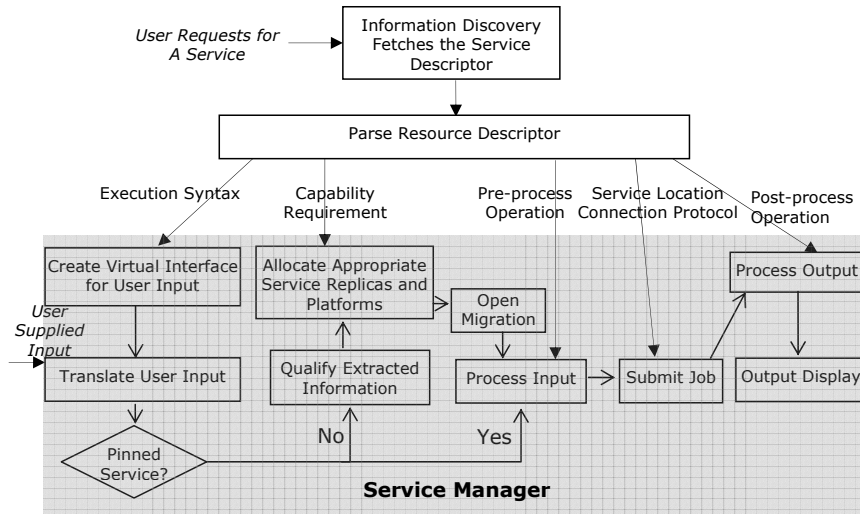 User Requests for
A Service
Information Discovery
Fetches the Service
Descriptor
Parse Resource Descriptor
Execution Syntax
Capability
Requirement
Pre-process
Operation
Service Location
Connection Protocol
Post-process
Operation
Create Virtual Interface
for User Input
Allocate Appropriate
Service Replicas and
Platforms
Open
Migration
Process Output
User
Supplied
Input
Translate User Input
Qualify Extracted
Information
Process Input
Submit Job
Output Display
Pinned
Service?
No
Yes
Service Manager